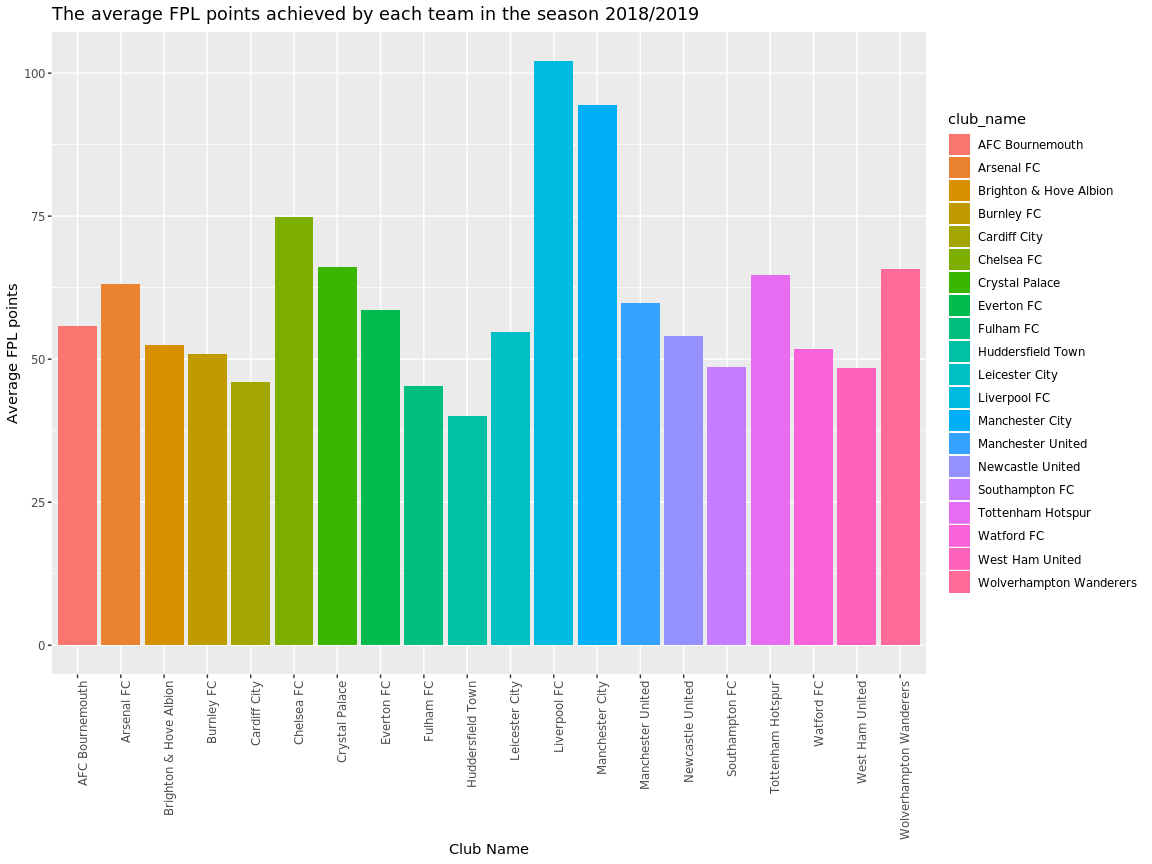 The average FPL points achieved by each team in the season 2018/2019
Average FPL points
100
75
50
25
0
AFC Bournemouth
Arsenal FC
Brighton & Hove Albion
Burnley FC
Cardiff City
Chelsea FC
Crystal Palace
Everton FC
Fulham FC
Huddersfield Town
Leicester City
Liverpool FC
Manchester City
Manchester United
Newcastle United
Southampton FC
Tottenham Hotspur
Watford FC
West Ham United
Wolverhampton Wanderers
Club Name
club_name
AFC Bournemouth
Arsenal FC
Brighton & Hove Albion
Burnley FC
Cardiff City
Chelsea FC
Crystal Palace
Everton FC
Fulham FC
Huddersfield Town
Leicester City
Liverpool FC
Manchester City
Manchester United
Newcastle United
Southampton FC
Tottenham Hotspur
Watford FC
West Ham United
Wolverhampton Wanderers